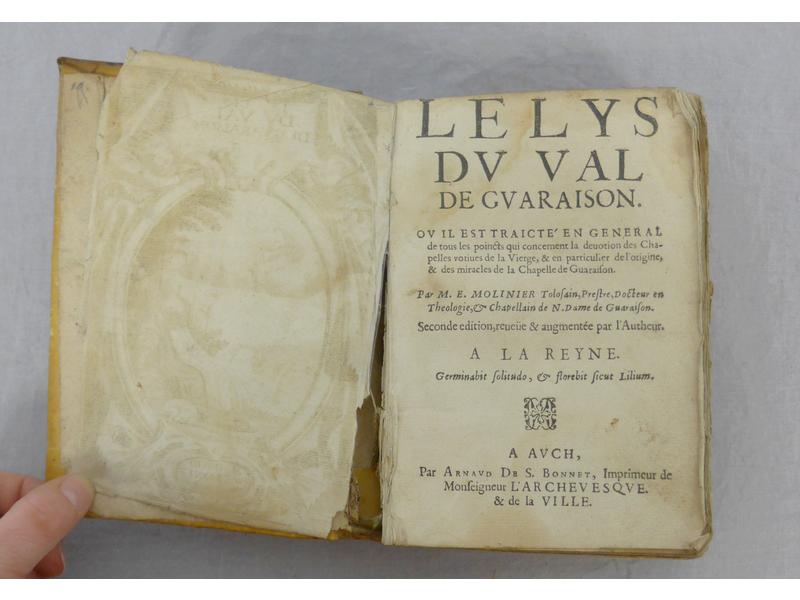 LE LYS
DV VAL
DE GVARAISON.
OV IL EST TRAICTE' EN GENERAL
de tous les poincts qui concernent la deuotion des Cha-
pelles votiues de la Vierge, & en particulier de l'origine,
& des miracles de la Chapelle de Guaraison.
Par M. E. MOLINIER Tolosain, Prestre, Docteur en
Theologie, & Chapellain de N. Dame de Guaraison.
Seconde edition, reueüe & augmentée par l'Autheur.
A LA REYNE.
Germinabit solitudo, & florebit sicut Lilium.
A AVCH,
Par ARNAVD DE S. BONNET, Imprimeur de
Monseigneur L'ARCHEVESQVE.
& de la VILLE.